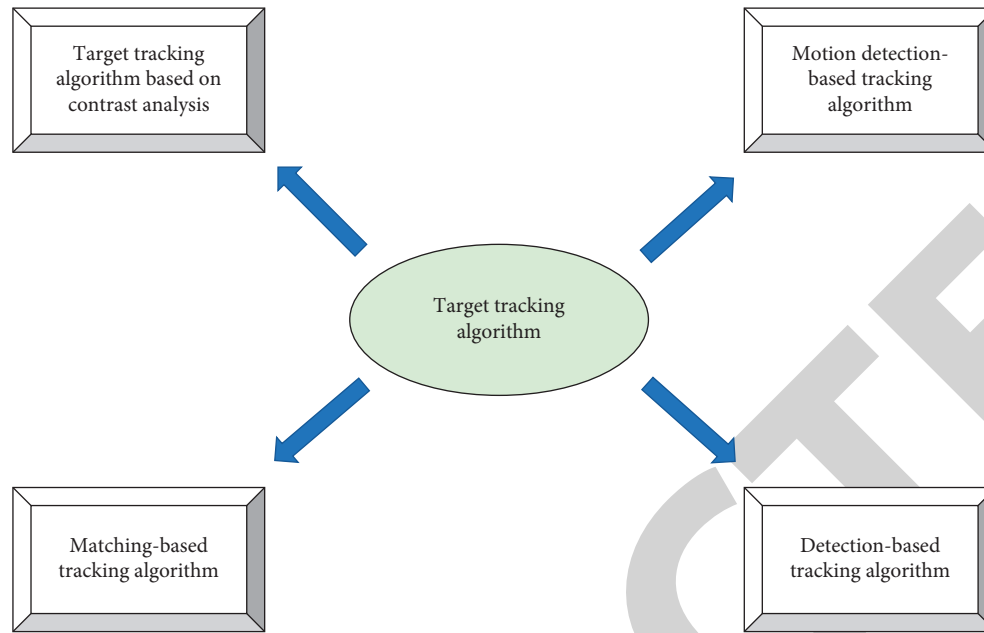 Target tracking
algorithm based on
contrast analysis
Motion detection-
based tracking
algorithm
Target tracking
algorithm
Matching-based
tracking algorithm
Detection-based
tracking algorithm